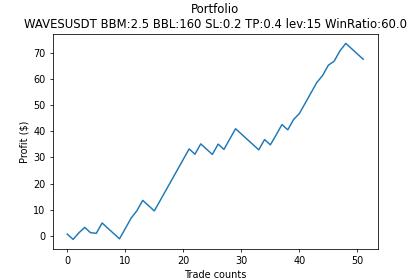 Portfolio
WAVESUSDT BBM:2.5 BBL:160 SL:0.2 TP:0.4 lev:15 WinRatio:60.0
Profit ($)
70
60
50
40
30
20
10
0
0 10 20 30 40 50
Trade counts